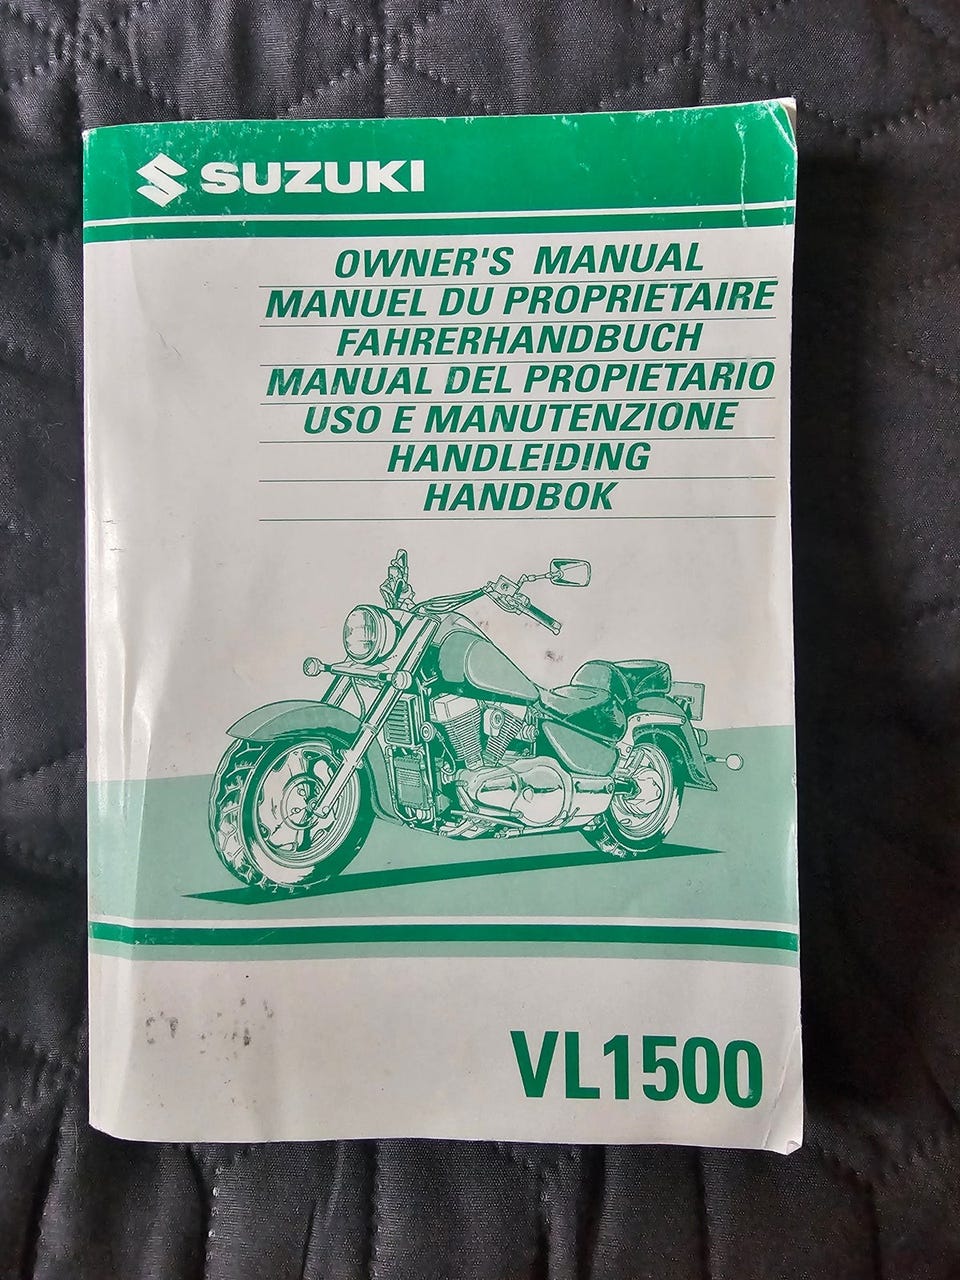 SUZUKI
OWNER'S MANUAL
MANUEL DU PROPRIETAIRE
FAHRERHANDBUCH
MANUAL DEL PROPIETARIO
USO E MANUTENZIONE
HANDLEIDING
HANDBOK
VL1500